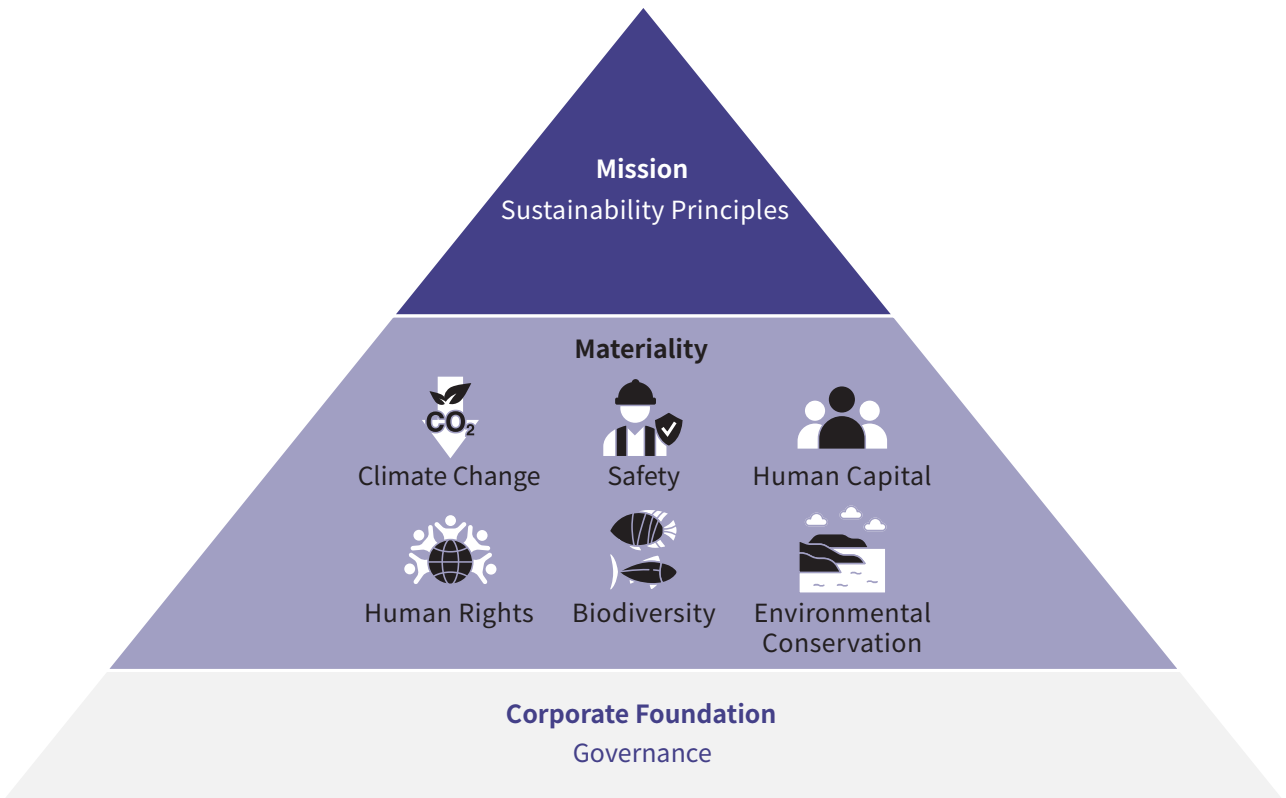 Mission
Sustainability Principles
Materiality
CO₂
Climate Change
Safety
Human Capital
Human Rights
Biodiversity
Environmental
Conservation
Corporate Foundation
Governance